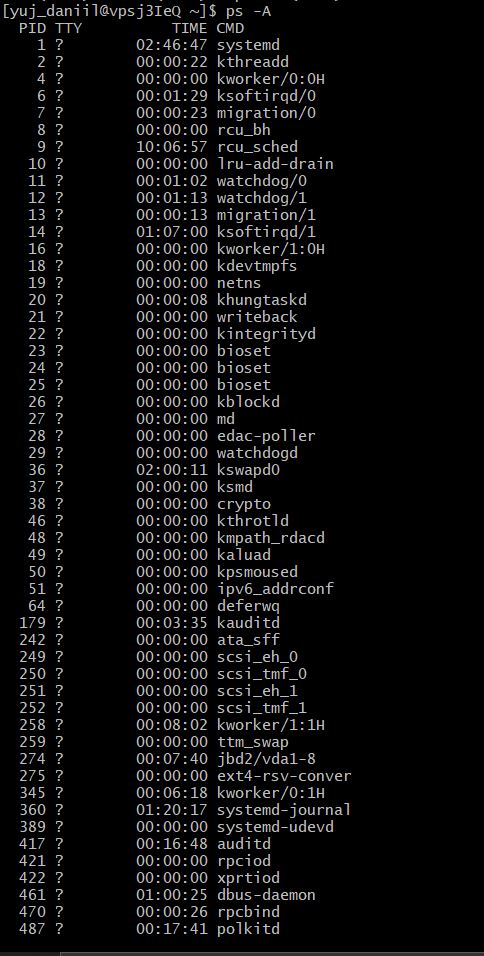 [yuj_daniil@vpsj3IeQ ~]$ ps -A
PID TTY TIME CMD
1 ? 02:46:47 systemd
2 ? 00:00:22 kthreadd
4 ? 00:00:00 kworker/0:0H
6 ? 00:01:29 ksoftirqd/0
7 ? 00:00:23 migration/0
8 ? 00:00:00 rcu_bh
9 ? 10:06:57 rcu_sched
10 ? 00:00:00 lru-add-drain
11 ? 00:01:02 watchdog/0
12 ? 00:01:13 watchdog/1
13 ? 00:00:13 migration/1
14 ? 01:07:00 ksoftirqd/1
16 ? 00:00:00 kworker/1:0H
18 ? 00:00:00 kdevtmpfs
19 ? 00:00:00 netns
20 ? 00:00:08 khungtaskd
21 ? 00:00:00 writeback
22 ? 00:00:00 kintegrityd
23 ? 00:00:00 bioset
24 ? 00:00:00 bioset
25 ? 00:00:00 bioset
26 ? 00:00:00 kblockd
27 ? 00:00:00 md
28 ? 00:00:00 edac-poller
29 ? 00:00:00 watchdogd
36 ? 02:00:11 kswapd0
37 ? 00:00:00 ksmd
38 ? 00:00:00 crypto
46 ? 00:00:00 kthrotld
48 ? 00:00:00 kmpath_rdacd
49 ? 00:00:00 kaluad
50 ? 00:00:00 kpsmoused
51 ? 00:00:00 ipv6_addrconf
64 ? 00:00:00 deferwq
179 ? 00:03:35 kauditd
242 ? 00:00:00 ata_sff
249 ? 00:00:00 scsi_eh_0
250 ? 00:00:00 scsi_tmf_0
251 ? 00:00:00 scsi_eh_1
252 ? 00:00:00 scsi_tmf_1
258 ? 00:08:02 kworker/1:1H
259 ? 00:00:00 ttm_swap
274 ? 00:07:40 jbd2/vda1-8
275 ? 00:00:00 ext4-rsv-conver
345 ? 00:06:18 kworker/0:1H
360 ? 01:20:17 systemd-journal
389 ? 00:00:00 systemd-udevd
417 ? 00:16:48 auditd
421 ? 00:00:00 rpciod
422 ? 00:00:00 xprtiod
461 ? 01:00:25 dbus-daemon
470 ? 00:00:26 rpcbind
487 ? 00:17:41 polkitd